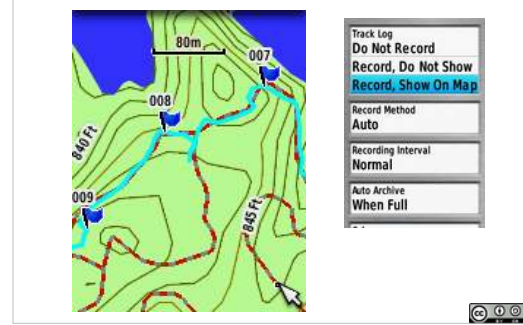 80m
007
008
840 Ft
009
845 Ft
Track Log
Do Not Record
Record, Do Not Show
Record, Show On Map
Record Method
Auto
Recording Interval
Normal
Auto Archive
When Full
cc